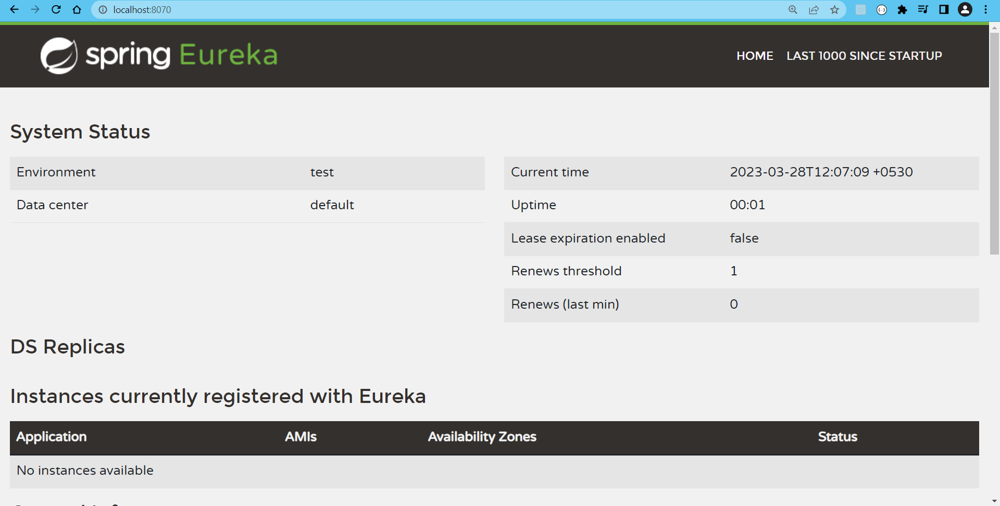 localhost:8070
spring Eureka
HOME LAST 1000 SINCE STARTUP
System Status
Environment test
Data center default
Current time 2023-03-28T12:07:09 +0530
Uptime 00:01
Lease expiration enabled false
Renews threshold 1
Renews (last min) 0
DS Replicas
Instances currently registered with Eureka
Application AMIs Availability Zones Status
No instances available